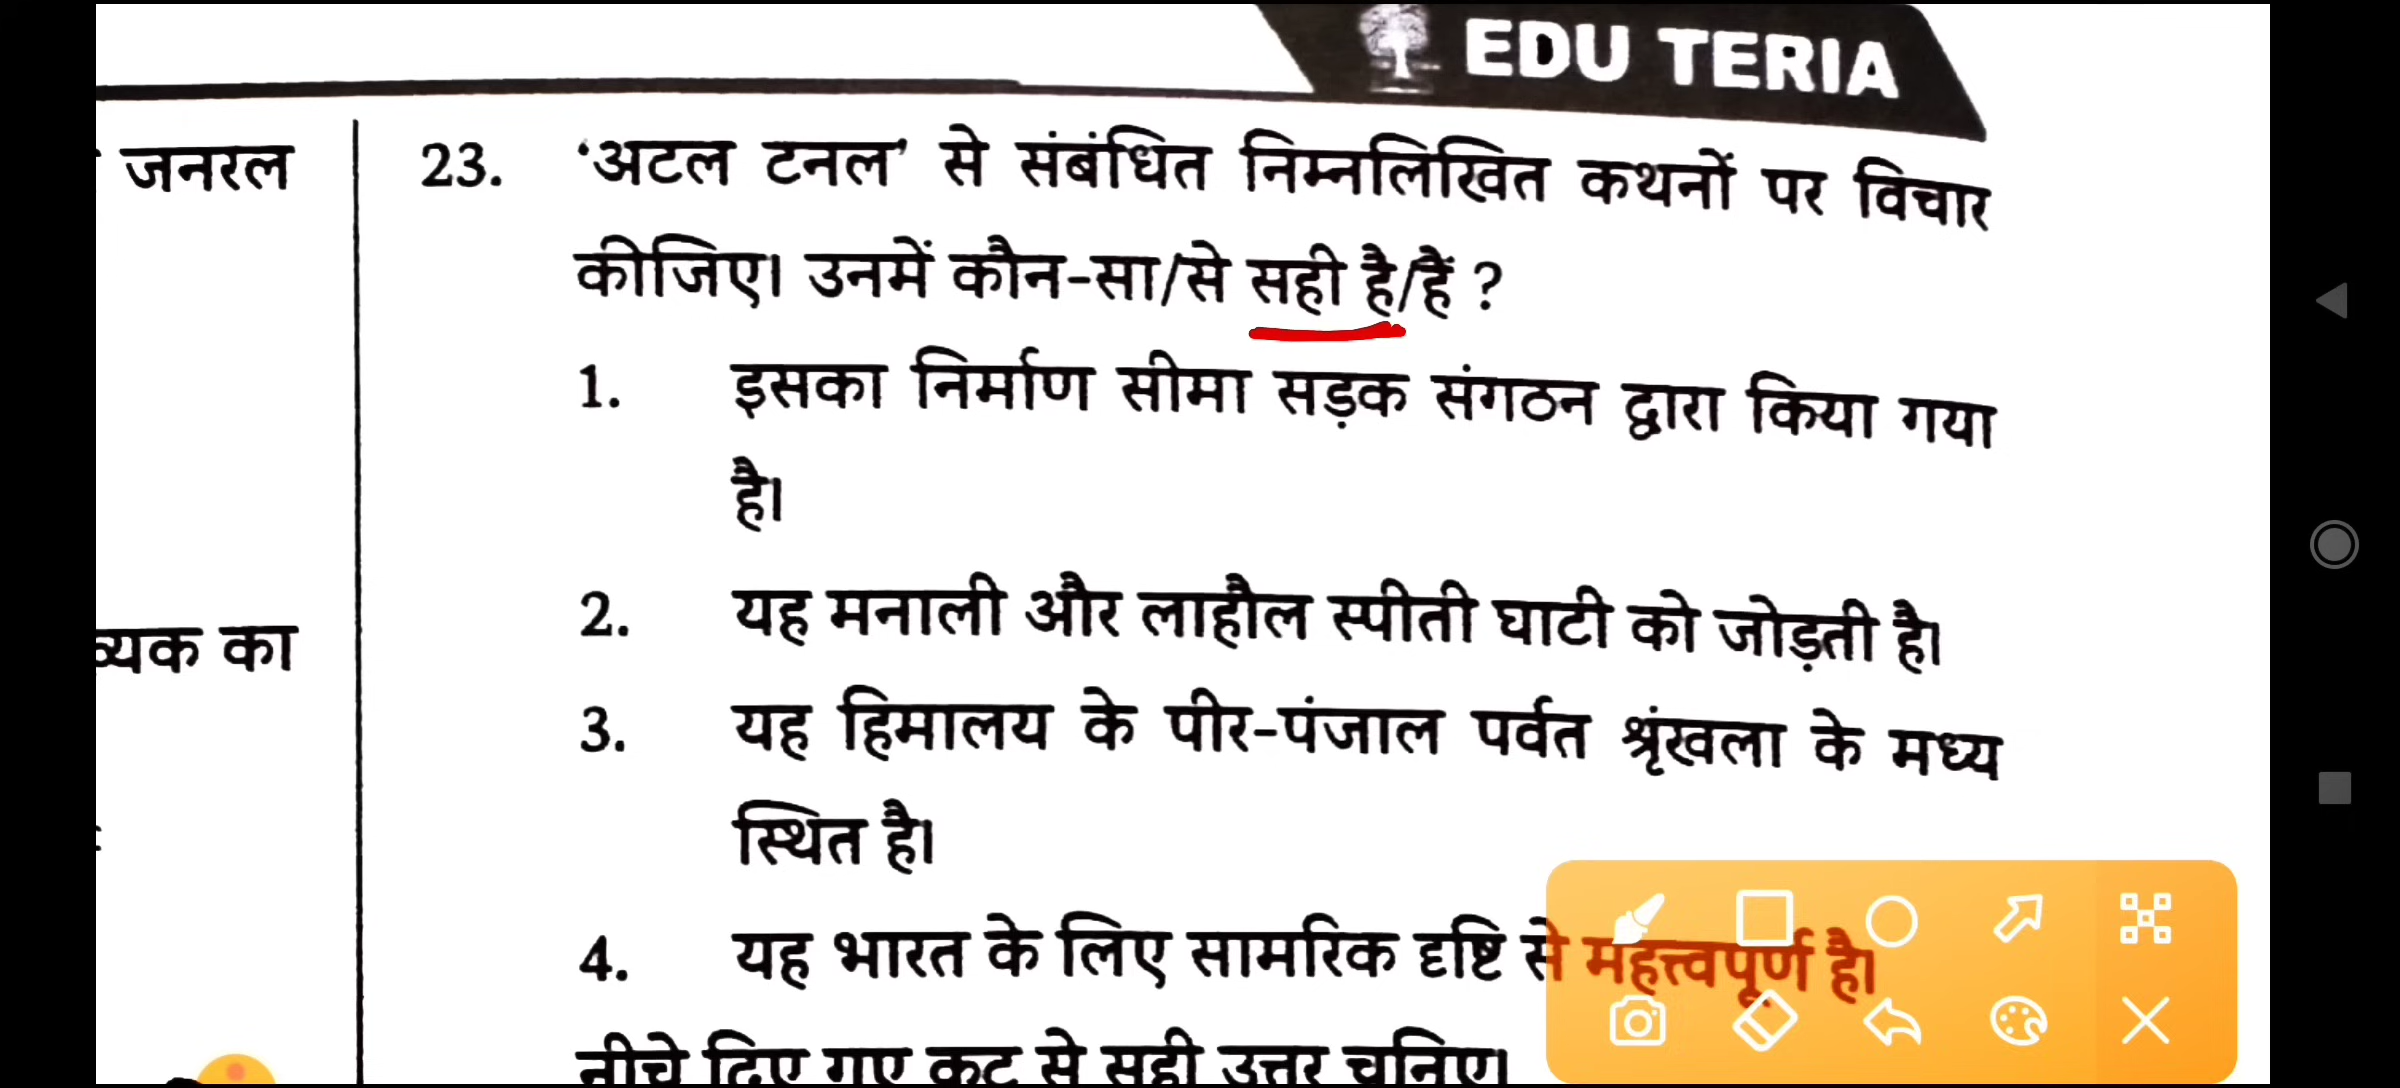 EDU TERIA
जनरल
23. ‘अटल टनल’ से संबंधित निम्नलिखित कथनों पर विचार
कीजिए। उनमें कौन-सा/से सही है/हैं ?
1. इसका निर्माण सीमा सड़क संगठन द्वारा किया गया
है।
2. यह मनाली और लाहौल स्पीती घाटी को जोड़ती है।
का
3. यह हिमालय के पीर-पंजाल पर्वत श्रृंखला के मध्य
स्थित है।
4. यह भारत के लिए सामरिक दृष्टि से महत्त्वपूर्ण है।
नीचे दिए गए कूट से सही उत्तर चुनिए।